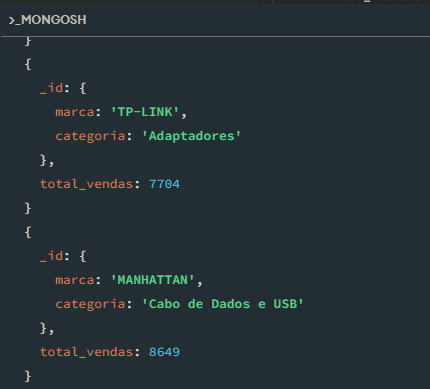 >_MONGOSH
}
{
_id: {
marca: 'TP-LINK',
categoria: 'Adaptadores'
},
total_vendas: 7704
}
{
_id: {
marca: 'MANHATTAN',
categoria: 'Cabo de Dados e USB'
},
total_vendas: 8649
}